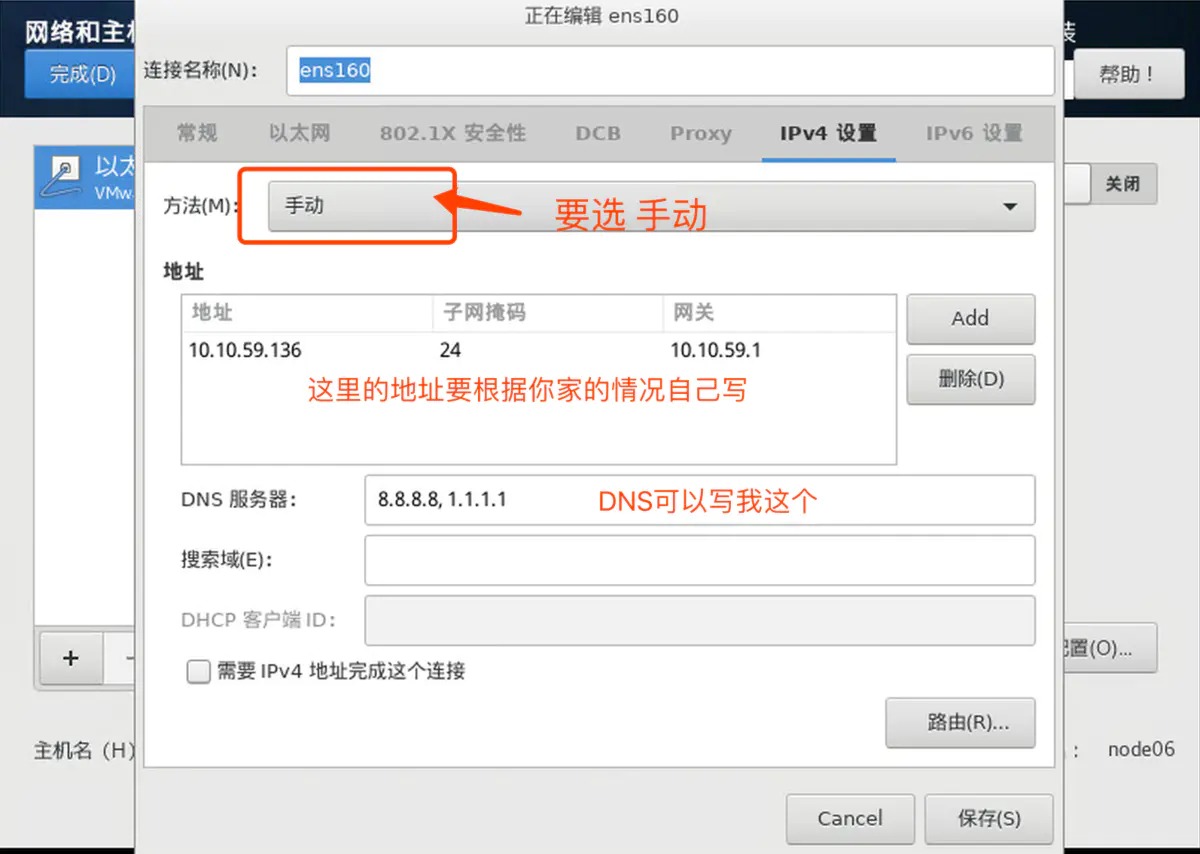 正在编辑 ens160
网络和主机
装
完成(D)
帮助！
连接名称(N):
ens160
常规
以太网
802.1X 安全性
DCB
Proxy
IPv4 设置
IPv6 设置
以太
VMw
关闭
方法(M):
手动
要选 手动
地址
地址
子网掩码
网关
10.10.59.136
24
10.10.59.1
这里的地址要根据你家的情况自己写
Add
删除(D)
DNS 服务器:
8.8.8.8, 1.1.1.1
DNS可以写我这个
搜索域(E):
DHCP 客户端 ID:
需要 IPv4 地址完成这个连接
+
-
配置(O)...
路由(R)...
主机名（H）
:
node06
Cancel
保存(S)